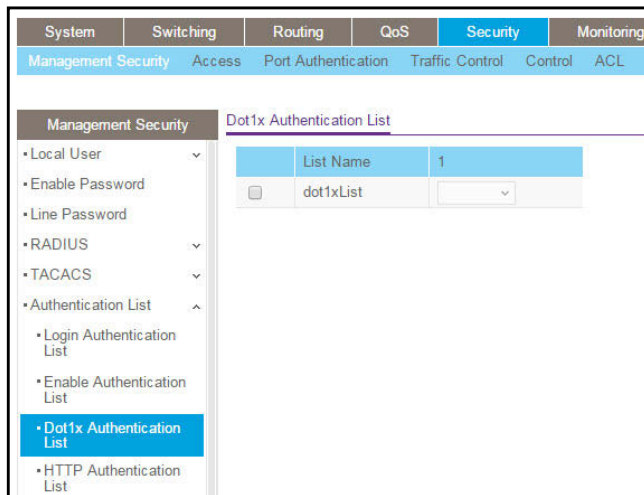 System Switching Routing QoS Security Monitoring
Management Security Access Port Authentication Traffic Control Control ACL
Management Security
Local User
Enable Password
Line Password
RADIUS
TACACS
Authentication List
Login Authentication
List
Enable Authentication
List
Dot1x Authentication
List
HTTP Authentication
List
Dot1x Authentication List
List Name 1
dot1xList